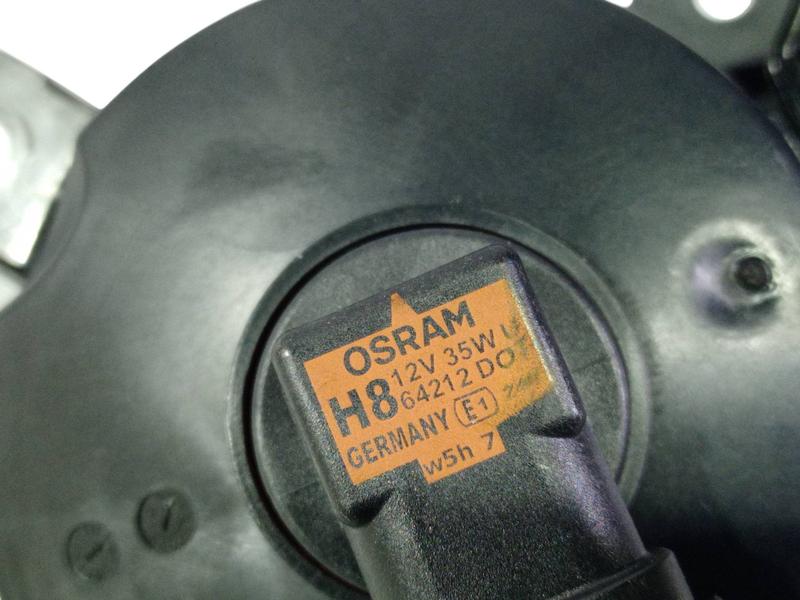 OSRAM
H8 12V 35W U
64212 DOT
GERMANY E1
w5h 7